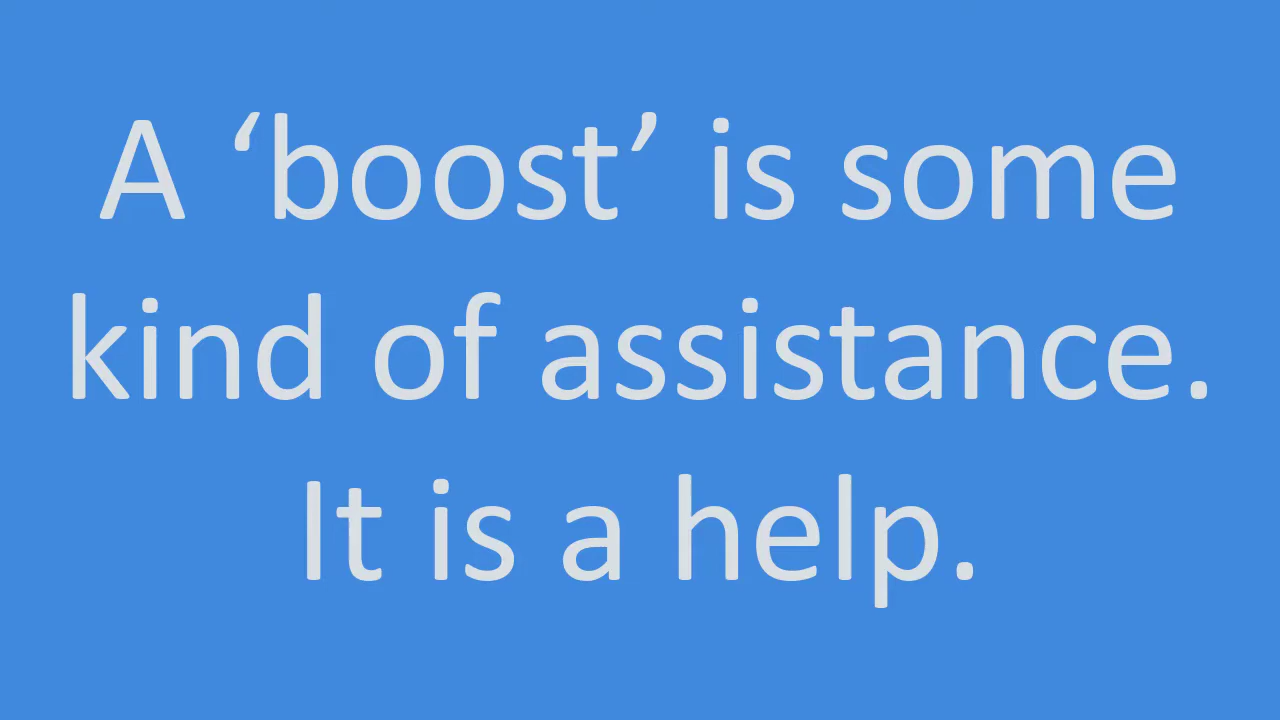 A ‘boost’ is some
kind of assistance.
It is a help.